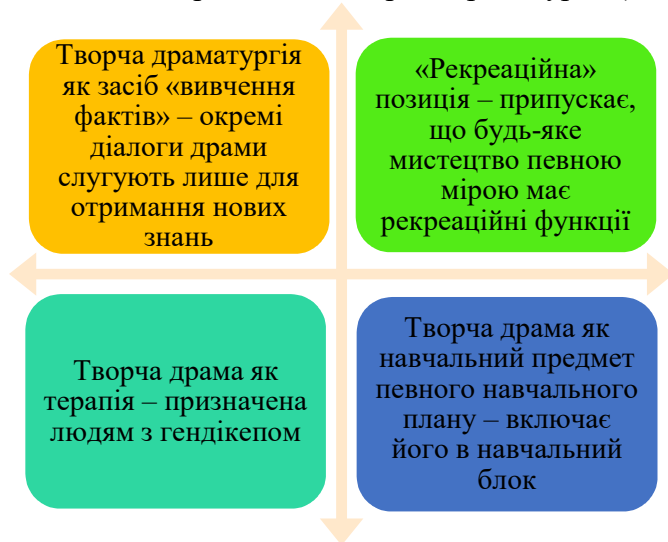 Творча драматургія
як засіб «вивчення
фактів» – окремі
діалоги драми
слугують лише для
отримання нових
знань
«Рекреаційна»
позиція – припускає,
що будь-яке
мистецтво певною
мірою має
рекреаційні функції
Творча драма як
терапія – призначена
людям з гендікепом
Творча драма як
навчальний предмет
певного навчального
плану – включає
його в навчальний
блок